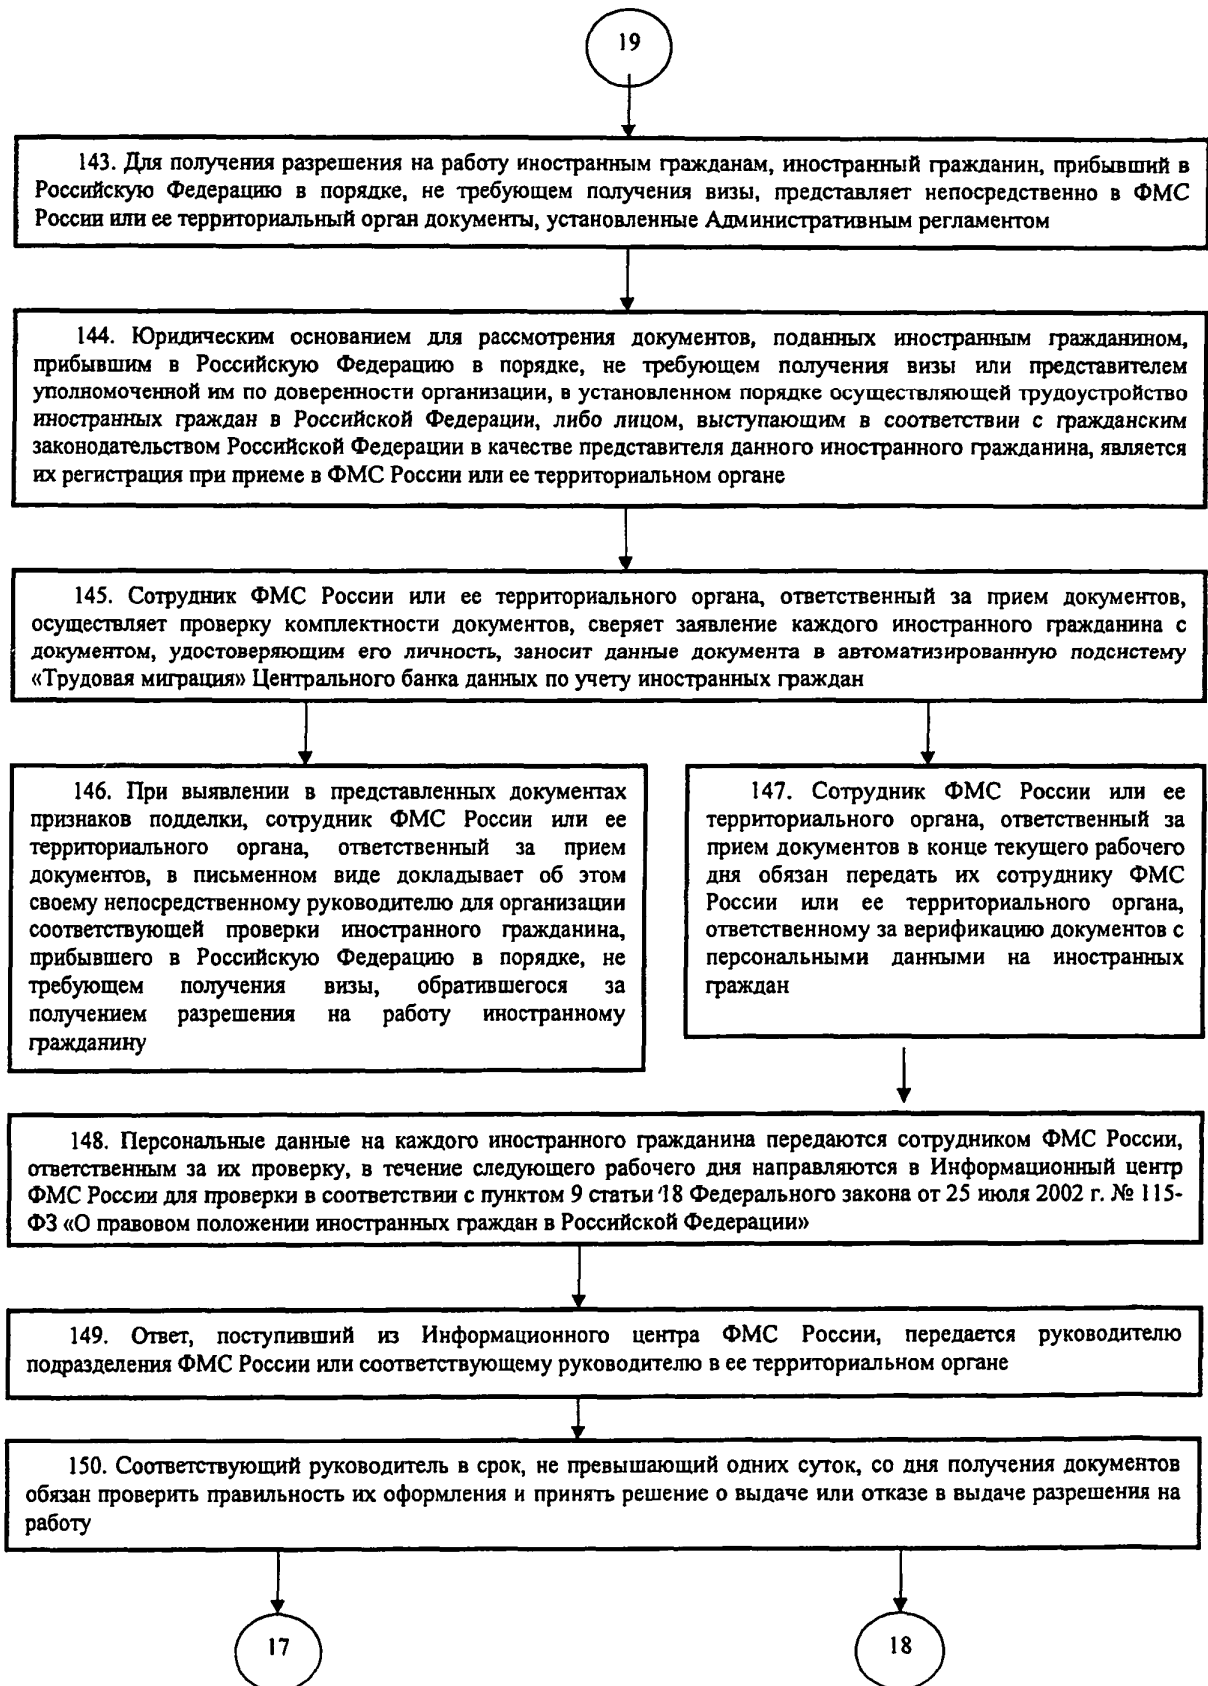 19
143. Для получения разрешения на работу иностранным гражданам, иностранный гражданин, прибывший в
Российскую Федерацию в порядке, не требующем получения визы, представляет непосредственно в ФМС
России или ее территориальный орган документы, установленные Административным регламентом
144. Юридическим основанием для рассмотрения документов, поданных иностранным гражданином,
прибывшим в Российскую Федерацию в порядке, не требующем получения визы или представителем
уполномоченной им по доверенности организации, в установленном порядке осуществляющей трудоустройство
иностранных граждан в Российской Федерации, либо лицом, выступающим в соответствии с гражданским
законодательством Российской Федерации в качестве представителя данного иностранного гражданина, является
их регистрация при приеме в ФМС России или ее территориальном органе
145. Сотрудник ФМС России или ее территориального органа, ответственный за прием документов,
осуществляет проверку комплектности документов, сверяет заявление каждого иностранного гражданина с
документом, удостоверяющим его личность, заносит данные документа в автоматизированную подсистему
«Трудовая миграция» Центрального банка данных по учету иностранных граждан
146. При выявлении в представленных документах
признаков подделки, сотрудник ФМС России или ее
территориального органа, ответственный за прием
документов, в письменном виде докладывает об этом
своему непосредственному руководителю для организации
соответствующей проверки иностранного гражданина,
прибывшего в Российскую Федерацию в порядке, не
требующем получения визы, обратившегося за
получением разрешения на работу иностранному
гражданину
147. Сотрудник ФМС России или ее
территориального органа, ответственный за
прием документов в конце текущего рабочего
дня обязан передать их сотруднику ФМС
России или ее территориального органа,
ответственному за верификацию документов с
персональными данными на иностранных
граждан
148. Персональные данные на каждого иностранного гражданина передаются сотрудником ФМС России,
ответственным за их проверку, в течение следующего рабочего дня направляются в Информационный центр
ФМС России для проверки в соответствии с пунктом 9 статьи 18 Федерального закона от 25 июля 2002 г. № 115-
ФЗ «О правовом положении иностранных граждан в Российской Федерации»
149. Ответ, поступивший из Информационного центра ФМС России, передается руководителю
подразделения ФМС России или соответствующему руководителю в ее территориальном органе
150. Соответствующий руководитель в срок, не превышающий одних суток, со дня получения документов
обязан проверить правильность их оформления и принять решение о выдаче или отказе в выдаче разрешения на
работу
17
18